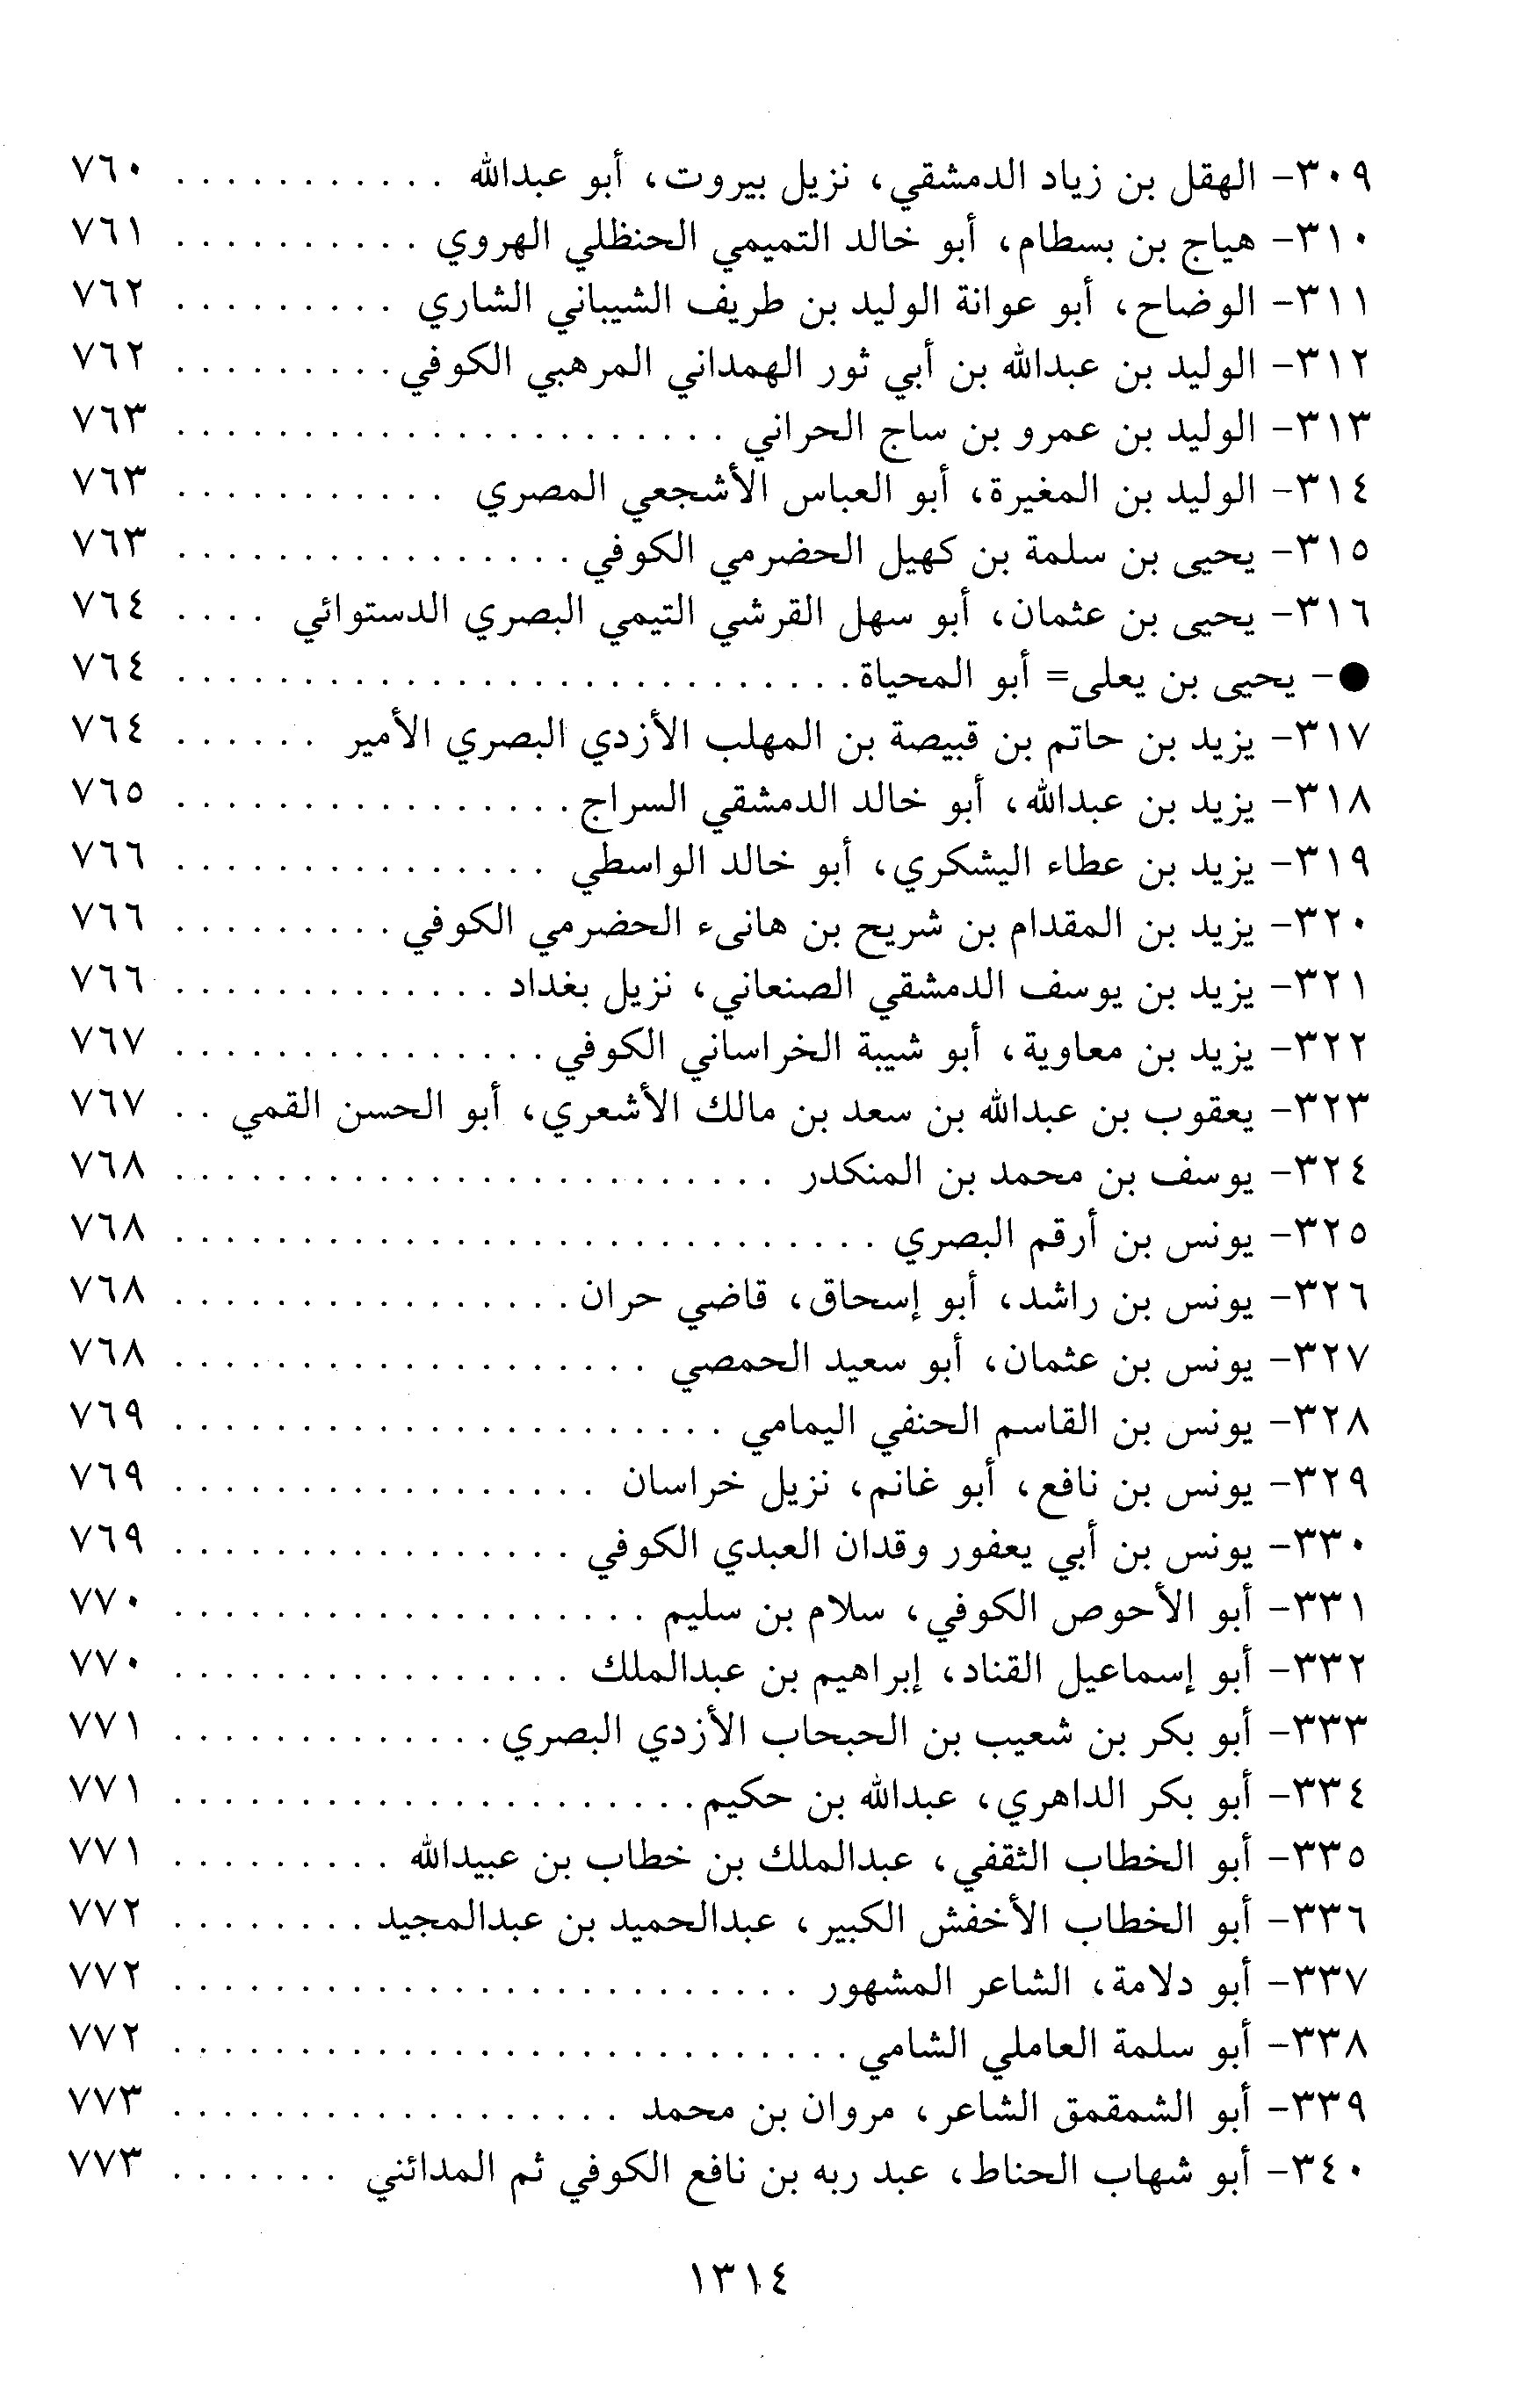 ٣٠٩- الهقل بن زياد الدمشقي، نزيل بيروت، أبو عبدالله . . . . . . . . . . . ٧٦٠
٣١٠- هياج بن بسطام، أبو خالد التميمي الحنظلي الهروي . . . . . . . . . . ٧٦١
٣١١- الوضاح، أبو عوانة الوليد بن طريف الشيباني الشاري . . . . . . . . . ٧٦٢
٣١٢- الوليد بن عبدالله بن أبي ثور الهمداني المرهبي الكوفي . . . . . . . . . ٧٦٢
٣١٣- الوليد بن عمرو بن ساج الحراني . . . . . . . . . . . . . . . . . . . . . . ٧٦٣
٣١٤- الوليد بن المغيرة، أبو العباس الأشجعي المصري . . . . . . . . . . . ٧٦٣
٣١٥- يحيى بن سلمة بن كهيل الحضرمي الكوفي . . . . . . . . . . . . . . . . ٧٦٣
٣١٦- يحيى بن عثمان، أبو سهل القرشي التيمي البصري الدستوائي . . . . ٧٦٤
●- يحيى بن يعلى= أبو المحياة . . . . . . . . . . . . . . . . . . . . . . . . . . . ٧٦٤
٣١٧- يزيد بن حاتم بن قبيصة بن المهلب الأزدي البصري الأمير . . . . . . ٧٦٤
٣١٨- يزيد بن عبدالله، أبو خالد الدمشقي السراج . . . . . . . . . . . . . . . . ٧٦٥
٣١٩- يزيد بن عطاء اليشكري، أبو خالد الواسطي . . . . . . . . . . . . . . . ٧٦٦
٣٢٠- يزيد بن المقدام بن شريح بن هانىء الحضرمي الكوفي . . . . . . . . . ٧٦٦
٣٢١- يزيد بن يوسف الدمشقي الصنعاني، نزيل بغداد . . . . . . . . . . . . . ٧٦٦
٣٢٢- يزيد بن معاوية، أبو شيبة الخراساني الكوفي . . . . . . . . . . . . . . . ٧٦٧
٣٢٣- يعقوب بن عبدالله بن سعد بن مالك الأشعري، أبو الحسن القمي . . ٧٦٧
٣٢٤- يوسف بن محمد بن المنكدر . . . . . . . . . . . . . . . . . . . . . . . . ٧٦٨
٣٢٥- يونس بن أرقم البصري . . . . . . . . . . . . . . . . . . . . . . . . . . . . ٧٦٨
٣٢٦- يونس بن راشد، أبو إسحاق، قاضي حران . . . . . . . . . . . . . . . . ٧٦٨
٣٢٧- يونس بن عثمان، أبو سعيد الحمصي . . . . . . . . . . . . . . . . . . . ٧٦٨
٣٢٨- يونس بن القاسم الحنفي اليمامي . . . . . . . . . . . . . . . . . . . . . . ٧٦٩
٣٢٩- يونس بن نافع، أبو غانم، نزيل خراسان . . . . . . . . . . . . . . . . . ٧٦٩
٣٣٠- يونس بن أبي يعفور وقدان العبدي الكوفي . . . . . . . . . . . . . . . . ٧٦٩
٣٣١- أبو الأحوص الكوفي، سلام بن سليم . . . . . . . . . . . . . . . . . . . ٧٧٠
٣٣٢- أبو إسماعيل القناد، إبراهيم بن عبدالملك . . . . . . . . . . . . . . . . ٧٧٠
٣٣٣- أبو بكر بن شعيب بن الحبحاب الأزدي البصري . . . . . . . . . . . . . ٧٧١
٣٣٤- أبو بكر الداهري، عبدالله بن حكيم . . . . . . . . . . . . . . . . . . . . . ٧٧١
٣٣٥- أبو الخطاب الثقفي، عبدالملك بن خطاب بن عبيدالله . . . . . . . . . ٧٧١
٣٣٦- أبو الخطاب الأخفش الكبير، عبدالحميد بن عبدالمجيد . . . . . . . . ٧٧٢
٣٣٧- أبو دلامة، الشاعر المشهور . . . . . . . . . . . . . . . . . . . . . . . . . ٧٧٢
٣٣٨- أبو سلمة العاملي الشامي . . . . . . . . . . . . . . . . . . . . . . . . . . . ٧٧٢
٣٣٩- أبو الشمقمق الشاعر، مروان بن محمد . . . . . . . . . . . . . . . . . . ٧٧٣
٣٤٠- أبو شهاب الحناط، عبد ربه بن نافع الكوفي ثم المدائني . . . . . . . ٧٧٣
١٣١٤